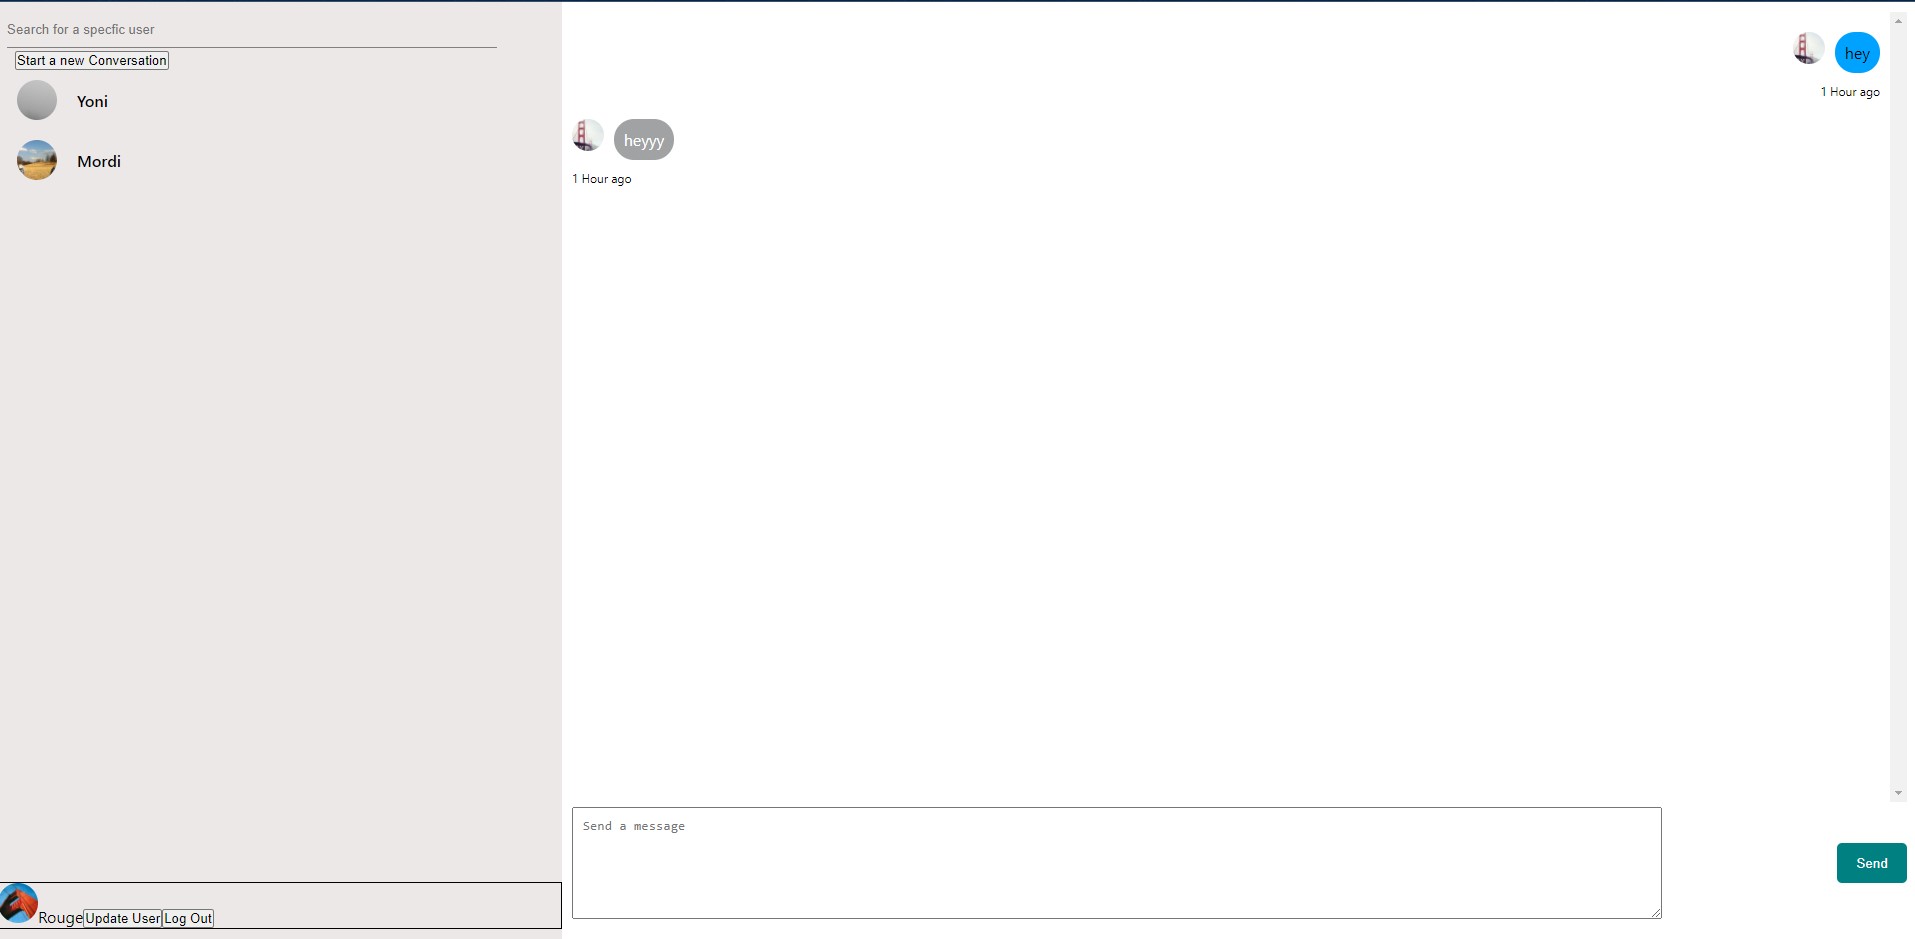 Search for a specfic user
Start a new Conversation
Yoni
Mordi
Rouge Update User Log Out
hey
1 Hour ago
heyyy
1 Hour ago
Send a message
Send